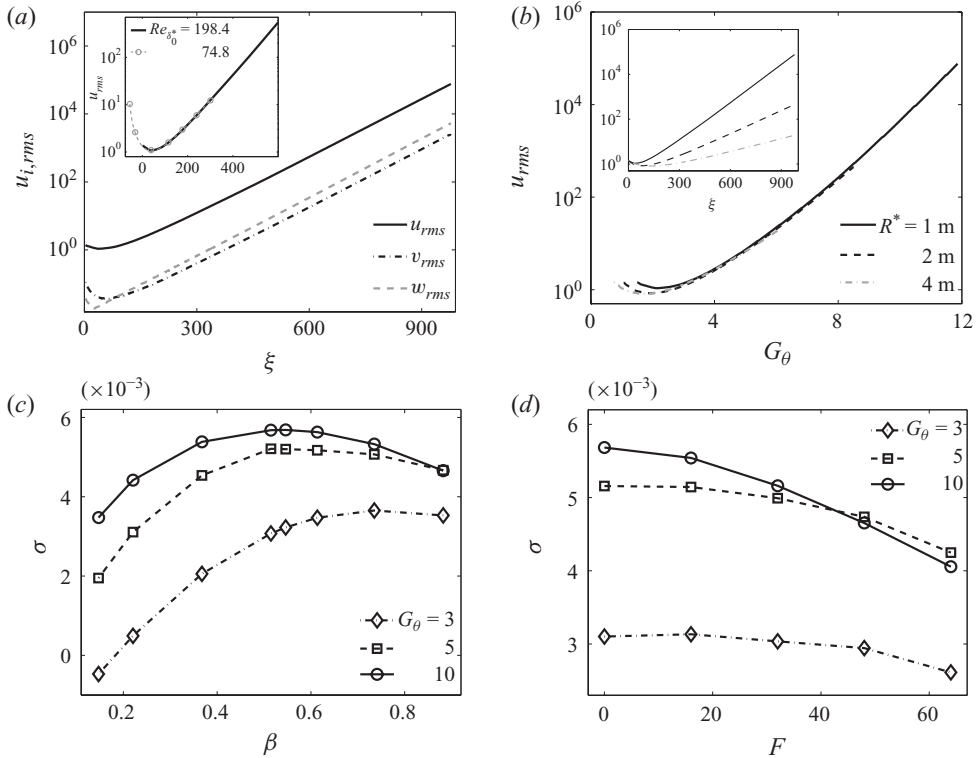 (a)
10^6
10^4
10^2
10^0
u_{i,rms}
0
300
600
900
ξ
u_{rms}
v_{rms}
w_{rms}
Re_{δ_0^*} = 198.4
74.8
10^2
10^1
10^0
u_{rms}
0
200
400
(b)
10^6
10^4
10^2
10^0
u_{rms}
0
4
8
12
G_θ
R^* = 1 m
2 m
4 m
10^6
10^4
10^2
10^0
0
300
600
900
ξ
(c)
(×10^{−3})
6
4
2
0
σ
0.2
0.4
0.6
0.8
β
G_θ = 3
5
10
(d)
(×10^{−3})
6
5
4
3
σ
0
20
40
60
F
G_θ = 3
5
10